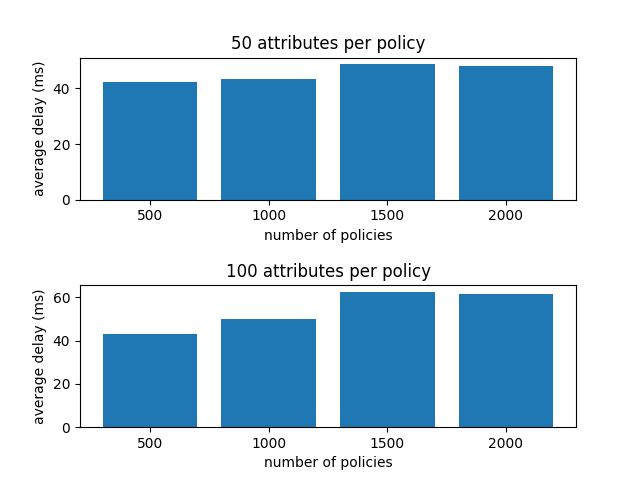 50 attributes per policy
average delay (ms)
40
20
0
500 1000 1500 2000
number of policies
100 attributes per policy
average delay (ms)
60
40
20
0
500 1000 1500 2000
number of policies